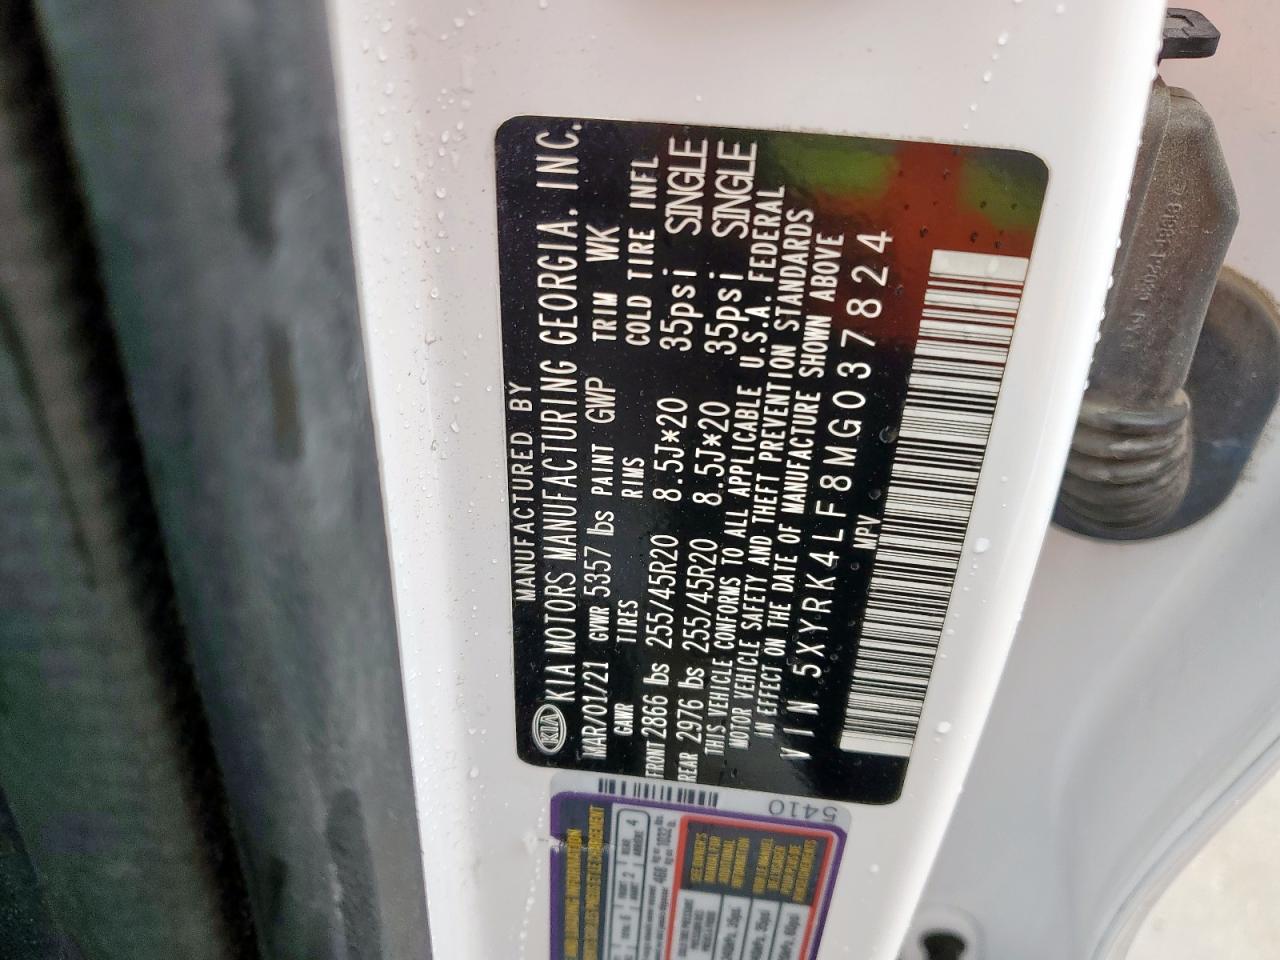 MANUFACTURED BY
KIA KIA MOTORS MANUFACTURING GEORGIA, INC.
MAR/01/21 GVWR 5357 lbs PAINT GWP TRIM WK
GAWR TIRES RIMS COLD TIRE INFL
FRONT 2866 lbs 255/45R20 8.5J*20 35psi SINGLE
REAR 2976 lbs 255/45R20 8.5J*20 35psi SINGLE
THIS VEHICLE CONFORMS TO ALL APPLICABLE U.S.A. FEDERAL
MOTOR VEHICLE SAFETY AND THEFT PREVENTION STANDARDS
IN EFFECT ON THE DATE OF MANUFACTURE SHOWN ABOVE
VIN 5XYRK4LF8MG037824
MPV
5410